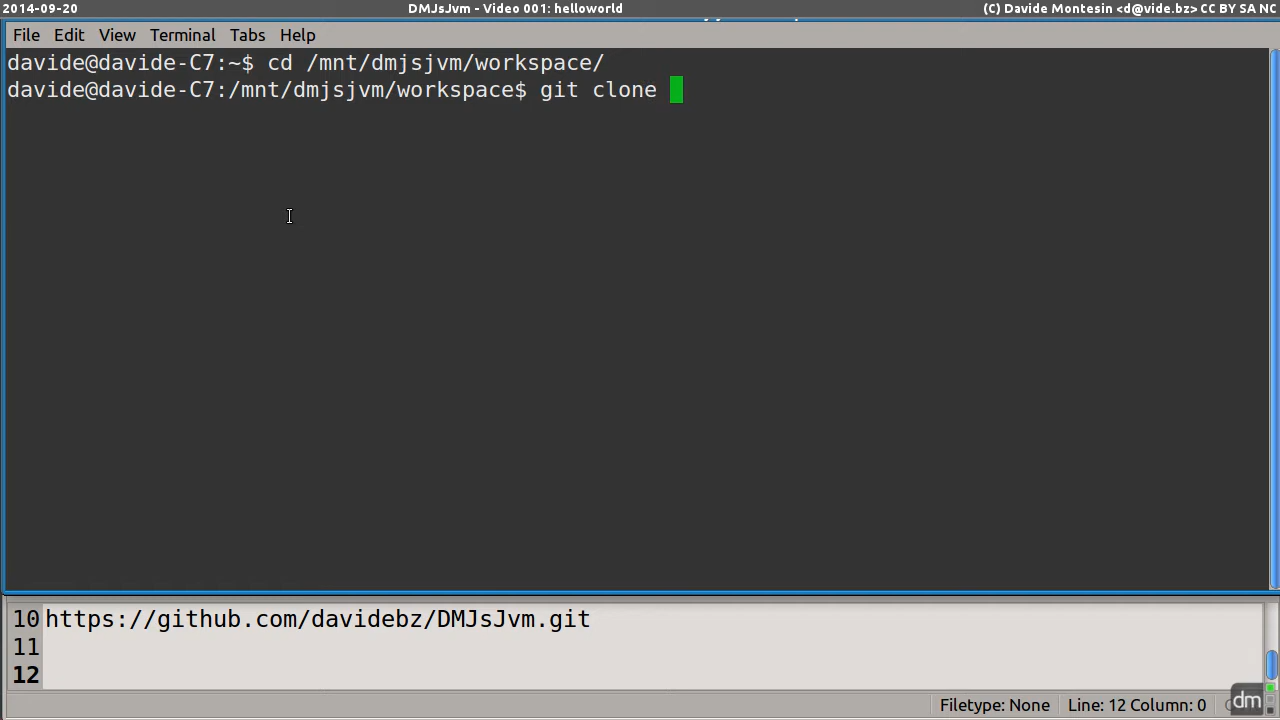 2014-09-20 DMJsJvm - Video 001: helloworld (C) Davide Montesin <d@vide.bz> CC BY SA NC
File Edit View Terminal Tabs Help
davide@davide-C7:~$ cd /mnt/dmjsjvm/workspace/
davide@davide-C7:/mnt/dmjsjvm/workspace$ git clone
10 https://github.com/davidebz/DMJsJvm.git
11
12
Filetype: None Line: 12 Column: 0
dm